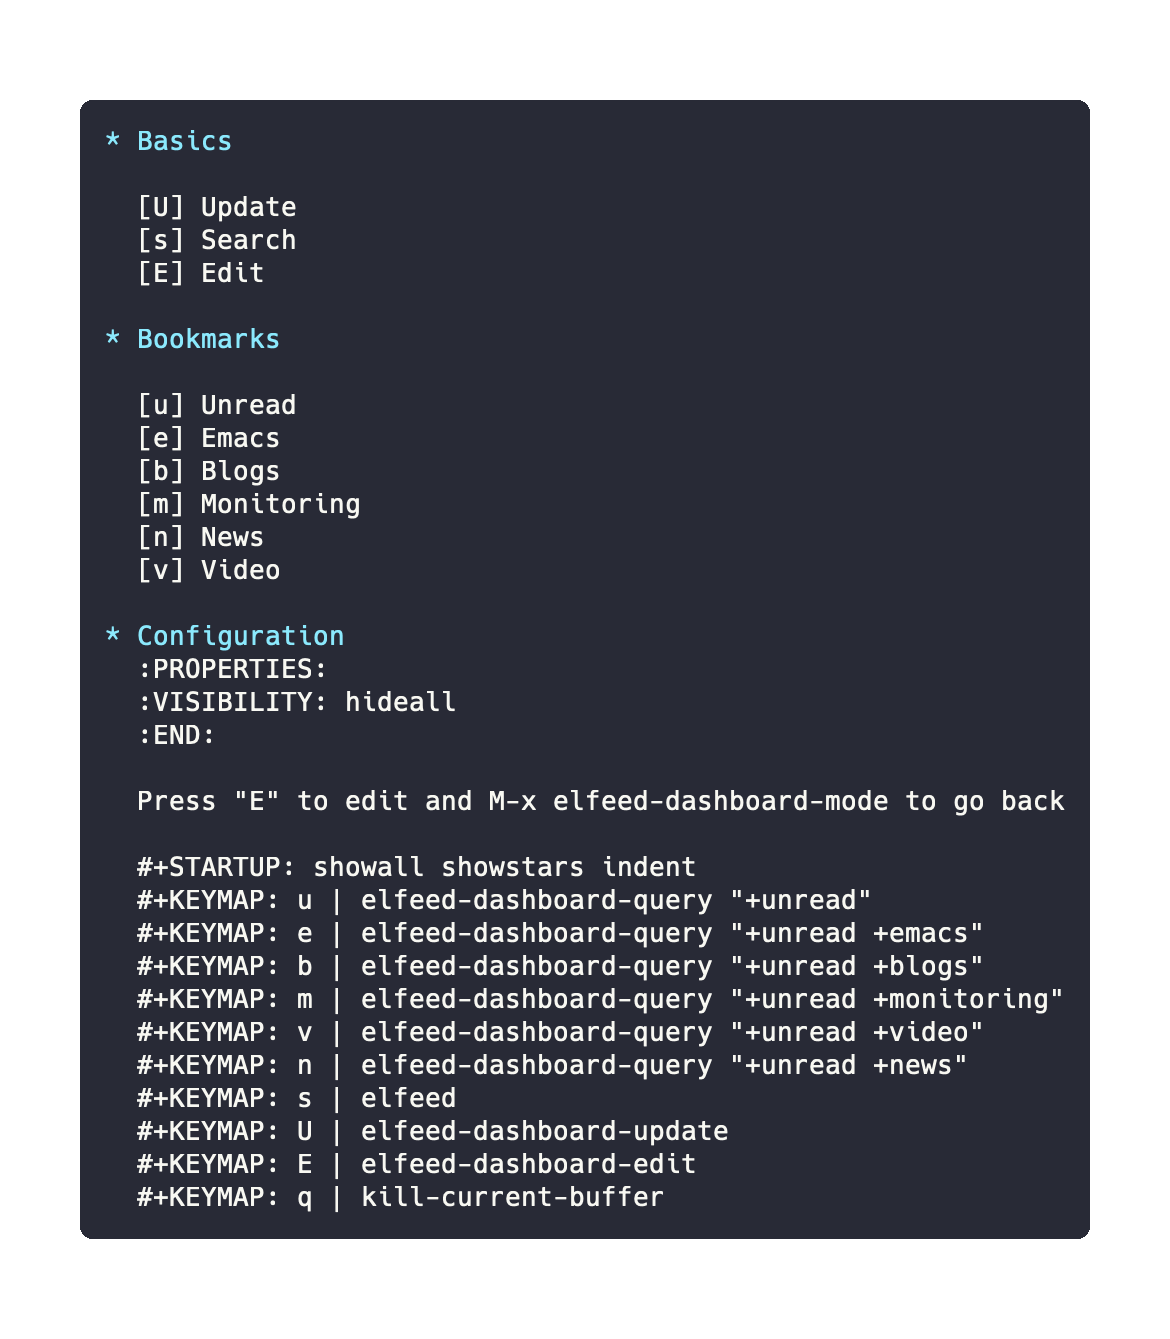 * Basics
[U] Update
[s] Search
[E] Edit
* Bookmarks
[u] Unread
[e] Emacs
[b] Blogs
[m] Monitoring
[n] News
[v] Video
* Configuration
:PROPERTIES:
:VISIBILITY: hideall
:END:
Press "E" to edit and M-x elfeed-dashboard-mode to go back
#+STARTUP: showall showstars indent
#+KEYMAP: u | elfeed-dashboard-query "+unread"
#+KEYMAP: e | elfeed-dashboard-query "+unread +emacs"
#+KEYMAP: b | elfeed-dashboard-query "+unread +blogs"
#+KEYMAP: m | elfeed-dashboard-query "+unread +monitoring"
#+KEYMAP: v | elfeed-dashboard-query "+unread +video"
#+KEYMAP: n | elfeed-dashboard-query "+unread +news"
#+KEYMAP: s | elfeed
#+KEYMAP: U | elfeed-dashboard-update
#+KEYMAP: E | elfeed-dashboard-edit
#+KEYMAP: q | kill-current-buffer